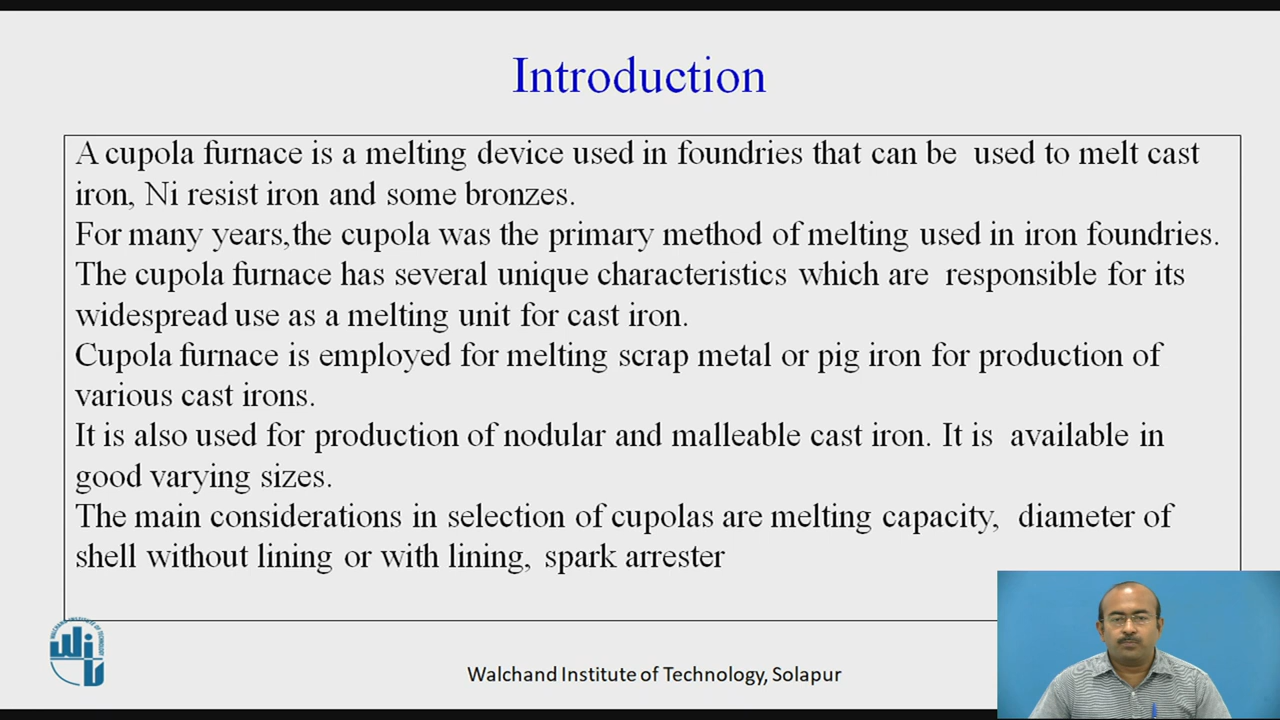 Introduction
A cupola furnace is a melting device used in foundries that can be used to melt cast
iron, Ni resist iron and some bronzes.
For many years,the cupola was the primary method of melting used in iron foundries.
The cupola furnace has several unique characteristics which are responsible for its
widespread use as a melting unit for cast iron.
Cupola furnace is employed for melting scrap metal or pig iron for production of
various cast irons.
It is also used for production of nodular and malleable cast iron. It is available in
good varying sizes.
The main considerations in selection of cupolas are melting capacity, diameter of
shell without lining or with lining, spark arrester
Walchand Institute of Technology, Solapur